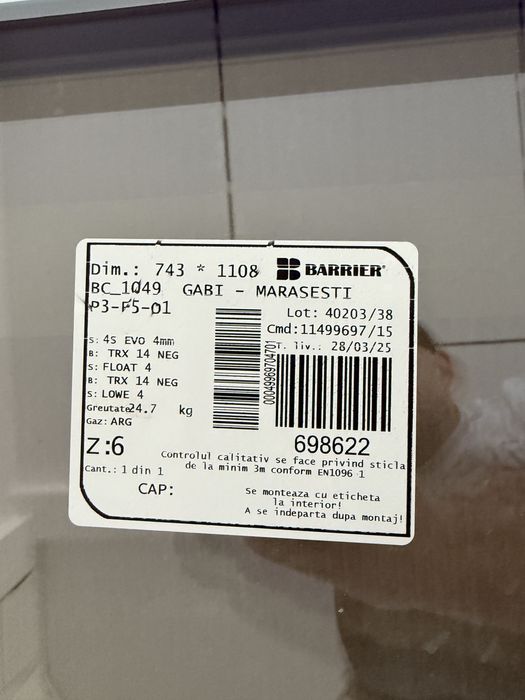 Dim.: 743 * 1108 BARRIER
BC_1049 GABI - MARASESTI
P3-F5-01
Lot: 40203/38
Cmd:11499697/15
T. liv.: 28/03/25
S: 4S EVO 4mm
B: TRX 14 NEG
S: FLOAT 4
B: TRX 14 NEG
S: LOWE 4
Greutate24.7 kg
Gaz: ARG
00049969704701
698622
Z:6
Controlul calitativ se face privind sticla
de la minim 3m conform EN1096 1
Cant.: 1 din 1
CAP:
Se monteaza cu eticheta
la interior!
A se indeparta dupa montaj!